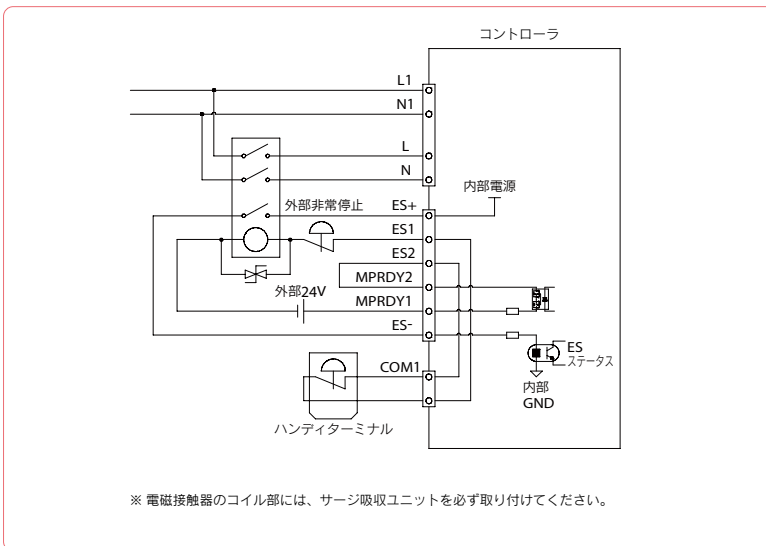 コントローラ
L1
N1
L
N
内部電源
外部非常停止
ES+
ES1
ES2
MPRDY2
外部24V
MPRDY1
ES-
ES
ステータス
内部
GND
COM1
ハンディターミナル
※ 電磁接触器のコイル部には、サージ吸収ユニットを必ず取り付けてください。